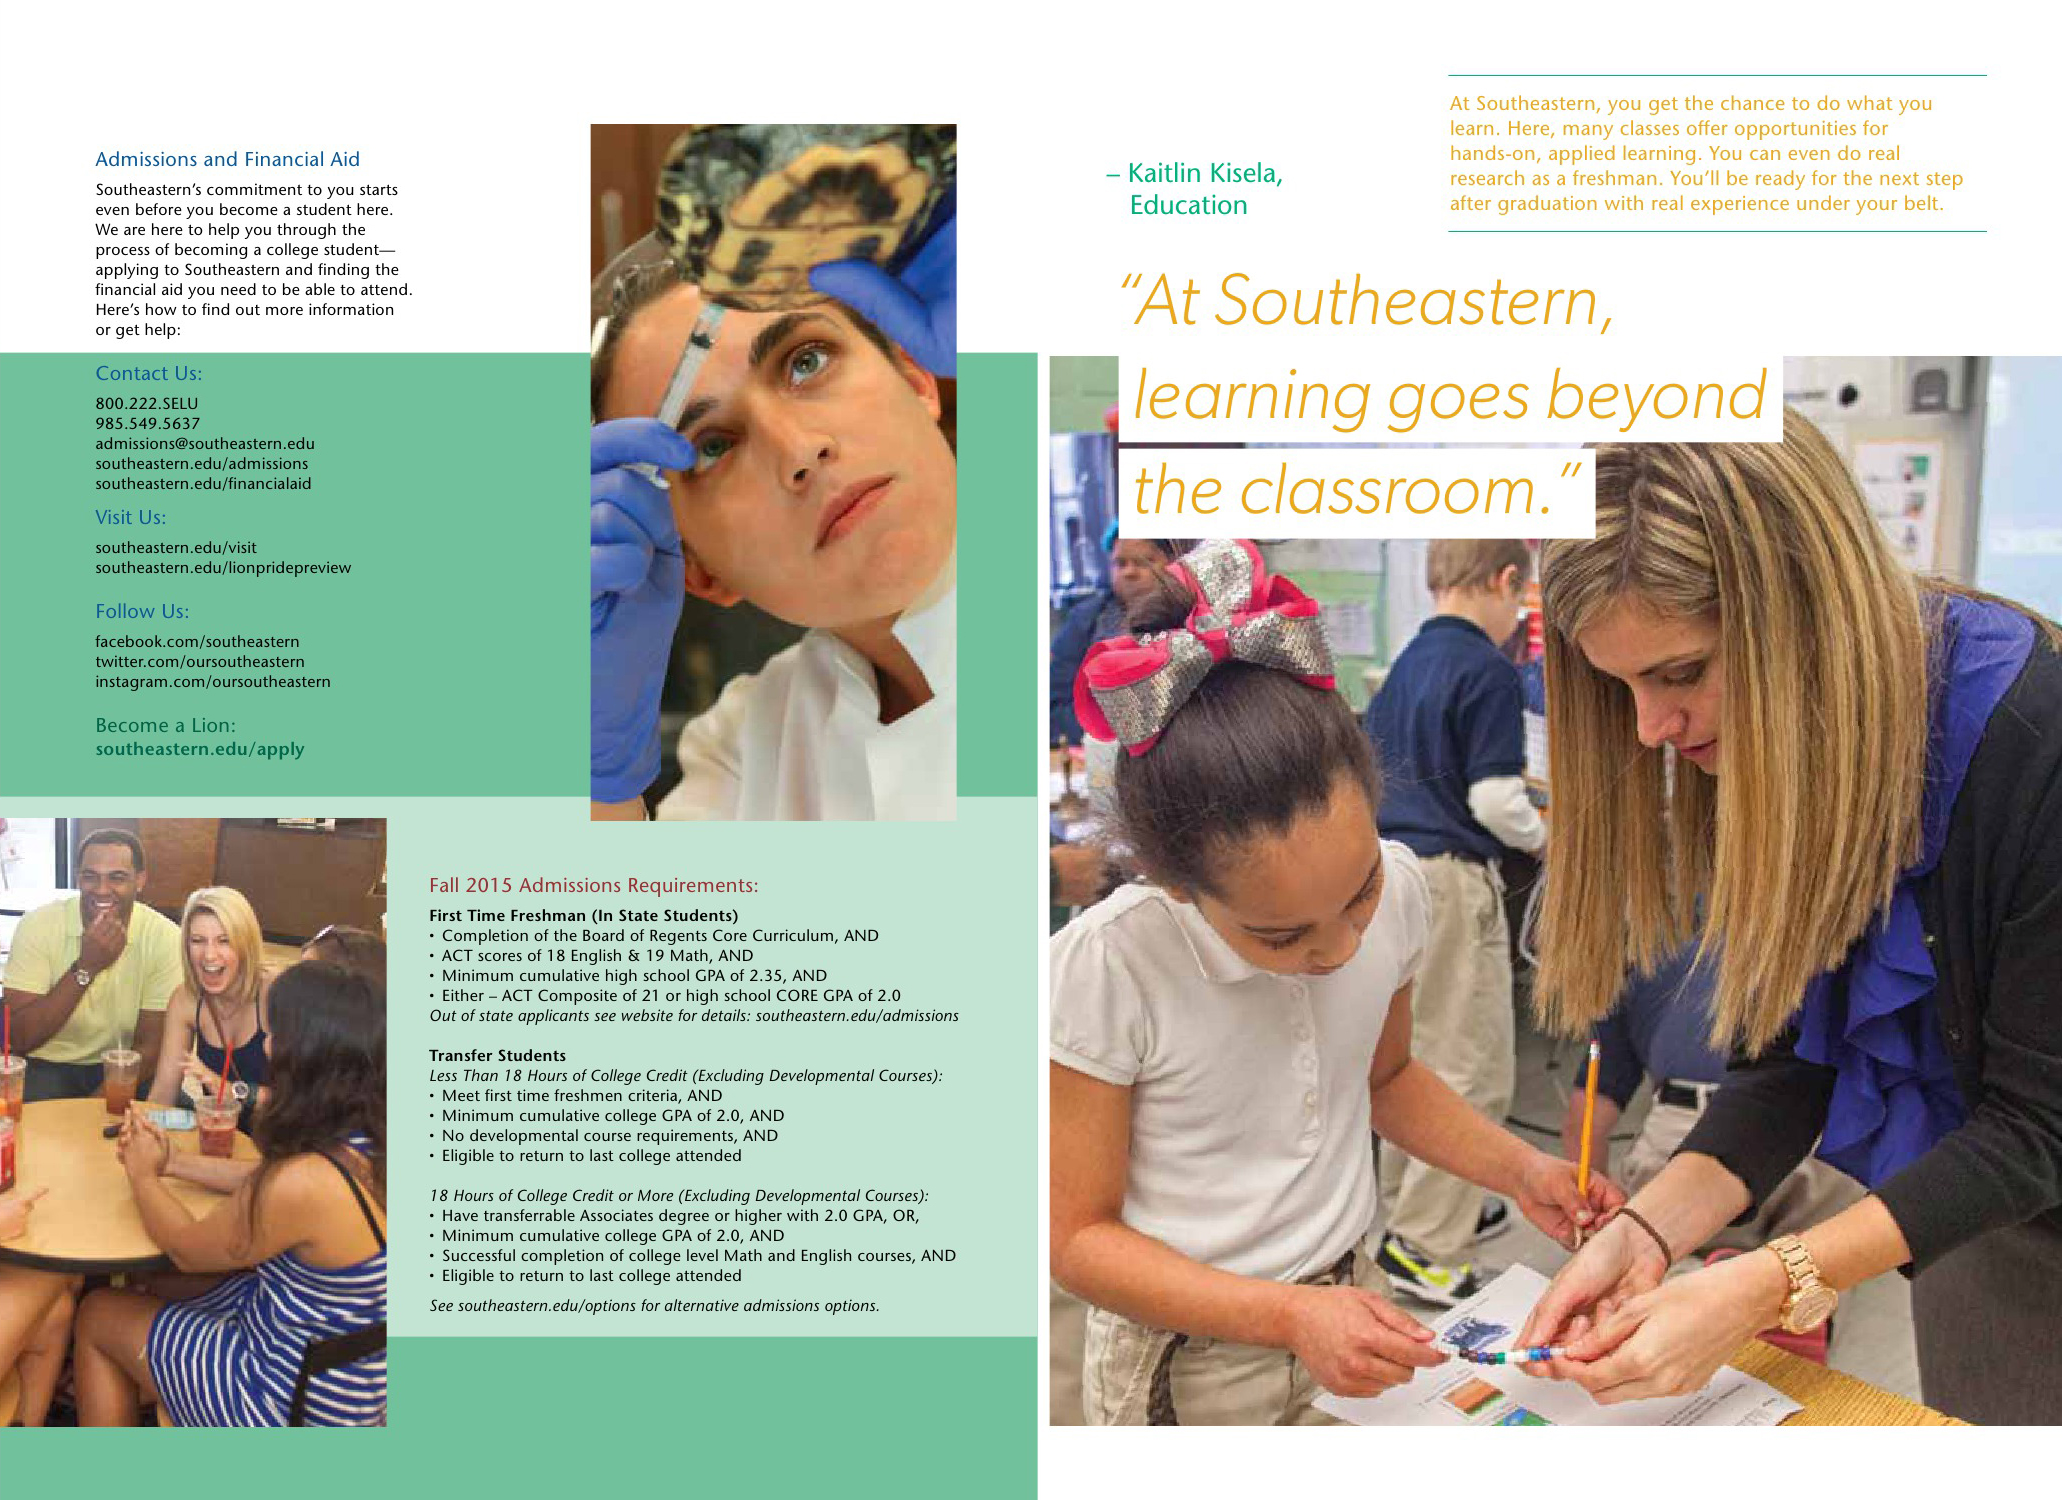 Admissions and Financial Aid
Southeastern’s commitment to you starts
even before you become a student here.
We are here to help you through the
process of becoming a college student—
applying to Southeastern and finding the
financial aid you need to be able to attend.
Here’s how to find out more information
or get help:
Contact Us:
800.222.SELU
985.549.5637
admissions@southeastern.edu
southeastern.edu/admissions
southeastern.edu/financialaid
Visit Us:
southeastern.edu/visit
southeastern.edu/lionpridepreview
Follow Us:
facebook.com/southeastern
twitter.com/oursoutheastern
instagram.com/oursoutheastern
Become a Lion:
southeastern.edu/apply
Fall 2015 Admissions Requirements:
First Time Freshman (In State Students)
• Completion of the Board of Regents Core Curriculum, AND
• ACT scores of 18 English & 19 Math, AND
• Minimum cumulative high school GPA of 2.35, AND
• Either – ACT Composite of 21 or high school CORE GPA of 2.0
Out of state applicants see website for details: southeastern.edu/admissions
Transfer Students
Less Than 18 Hours of College Credit (Excluding Developmental Courses):
• Meet first time freshmen criteria, AND
• Minimum cumulative college GPA of 2.0, AND
• No developmental course requirements, AND
• Eligible to return to last college attended
18 Hours of College Credit or More (Excluding Developmental Courses):
• Have transferrable Associates degree or higher with 2.0 GPA, OR,
• Minimum cumulative college GPA of 2.0, AND
• Successful completion of college level Math and English courses, AND
• Eligible to return to last college attended
See southeastern.edu/options for alternative admissions options.
– Kaitlin Kisela,
Education
At Southeastern, you get the chance to do what you
learn. Here, many classes offer opportunities for
hands-on, applied learning. You can even do real
research as a freshman. You’ll be ready for the next step
after graduation with real experience under your belt.
“At Southeastern,
learning goes beyond
the classroom.”